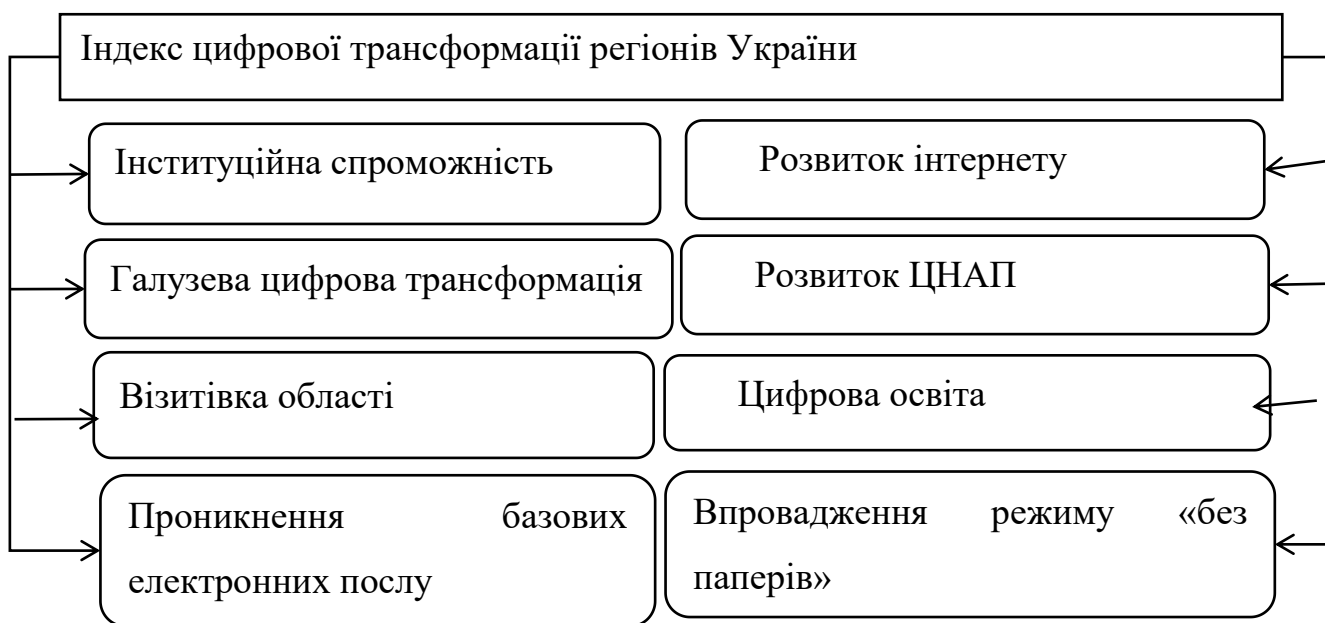 Індекс цифрової трансформації регіонів України
Інституційна спроможність
Розвиток інтернету
Галузева цифрова трансформація
Розвиток ЦНАП
Візитівка області
Цифрова освіта
Проникнення базових
електронних послу
Впровадження режиму «без
паперів»